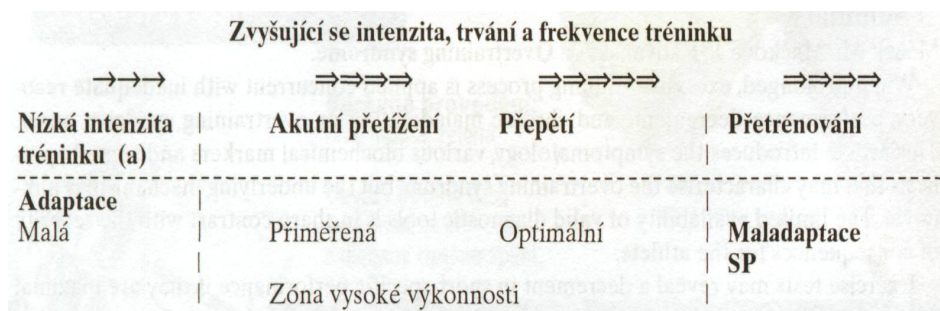 Zvyšující se intenzita, trvání a frekvence tréninku
⇒⇒⇒ ⇒⇒⇒⇒ ⇒⇒⇒⇒⇒ ⇒⇒⇒⇒
Nízká intenzita Akutní přetížení Přepětí Přetrénování
tréninku (a)
Adaptace
Malá Přiměřená Optimální Maladaptace
SP
Zóna vysoké výkonnosti